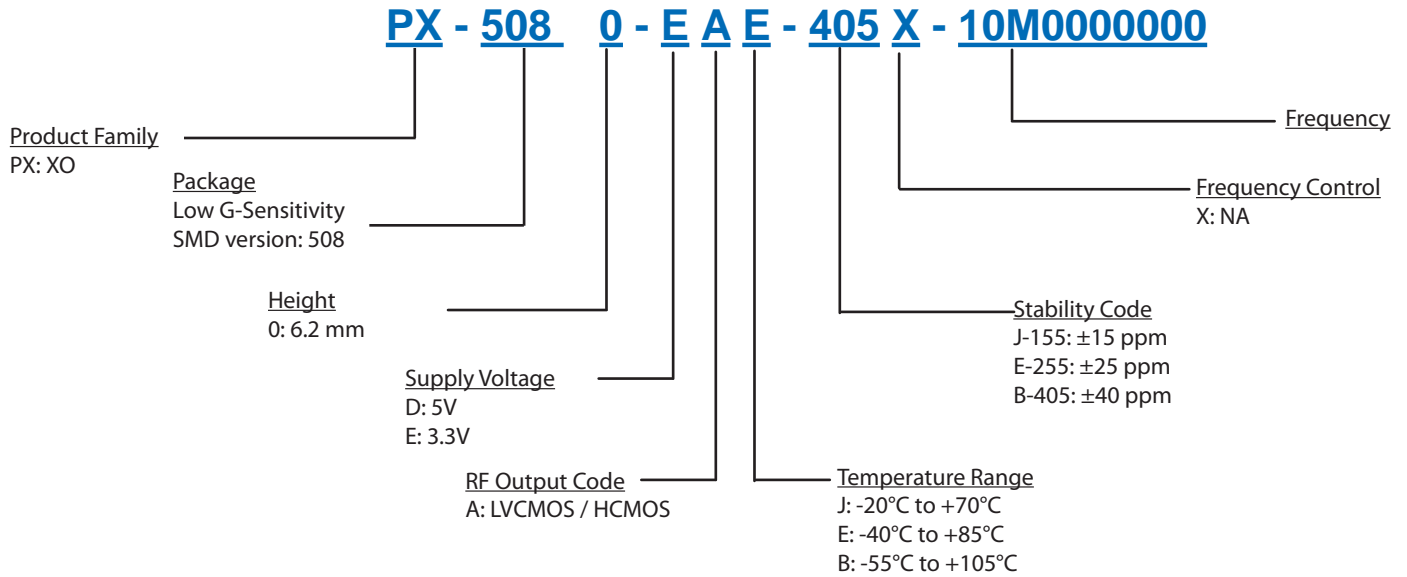 PX - 508 0 - E A E - 405 X - 10M0000000
Product Family
PX: XO
Package
Low G-Sensitivity
SMD version: 508
Height
0: 6.2 mm
Supply Voltage
D: 5V
E: 3.3V
RF Output Code
A: LVCMOS / HCMOS
Temperature Range
J: -20°C to +70°C
E: -40°C to +85°C
B: -55°C to +105°C
Stability Code
J-155: ±15 ppm
E-255: ±25 ppm
B-405: ±40 ppm
Frequency Control
X: NA
Frequency